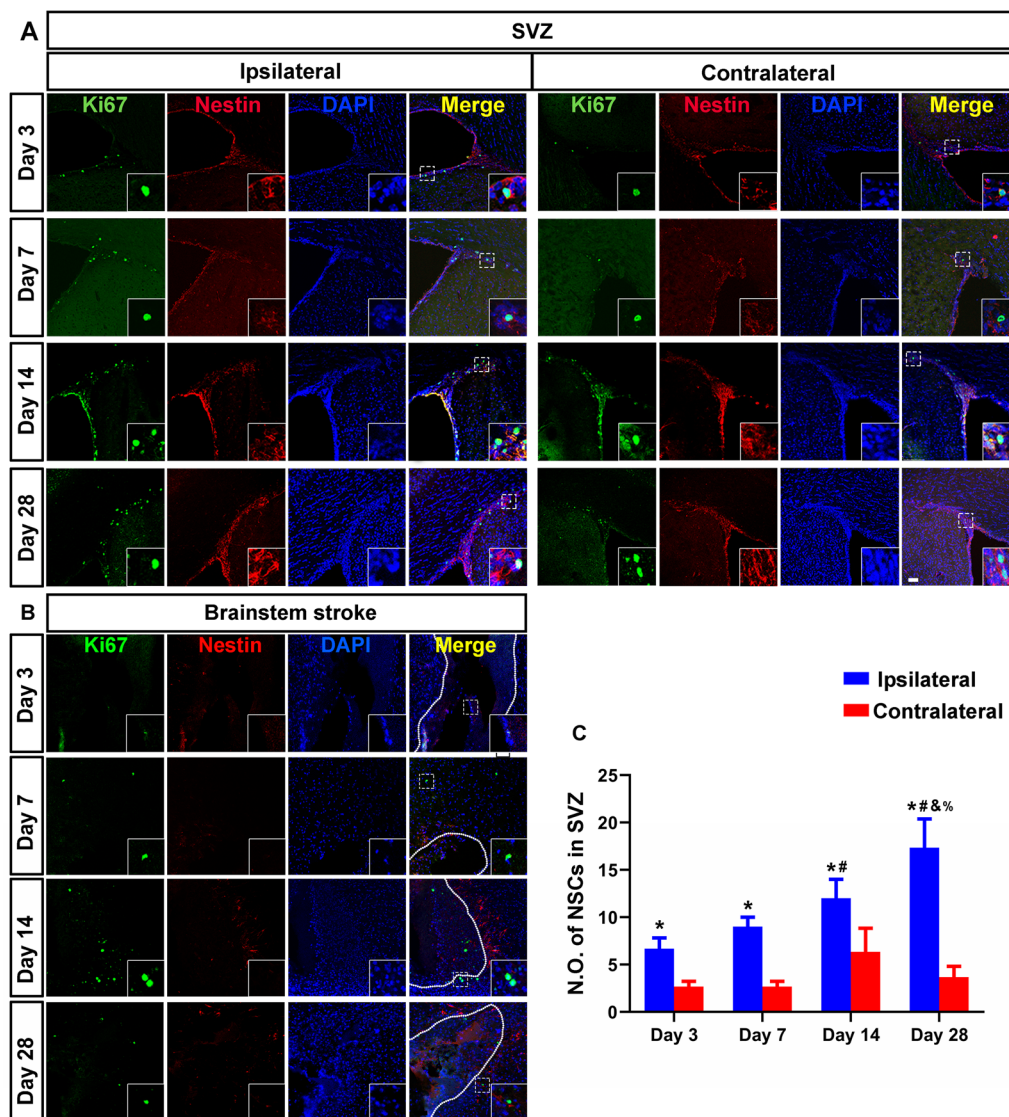 A
SVZ
Ipsilateral
Contralateral
Ki67 Nestin DAPI Merge
Ki67 Nestin DAPI Merge
Day 3
Day 7
Day 14
Day 28
B
Brainstem stroke
Ki67 Nestin DAPI Merge
Day 3
Day 7
Day 14
Day 28
Ipsilateral
Contralateral
C
N.O. of NSCs in SVZ
25
20
15
10
5
0
*
*
*#
*#&%
Day 3 Day 7 Day 14 Day 28